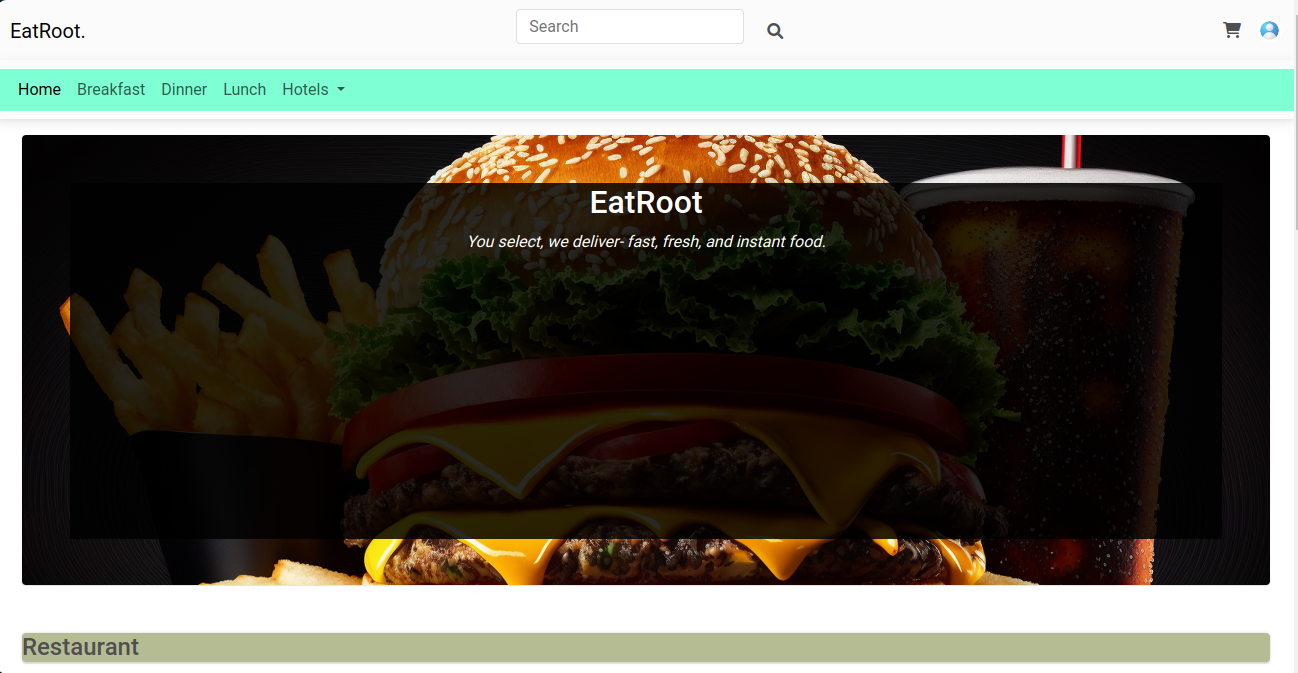 EatRoot.
Search
Home Breakfast Dinner Lunch Hotels
EatRoot
You select, we deliver- fast, fresh, and instant food.
Restaurant